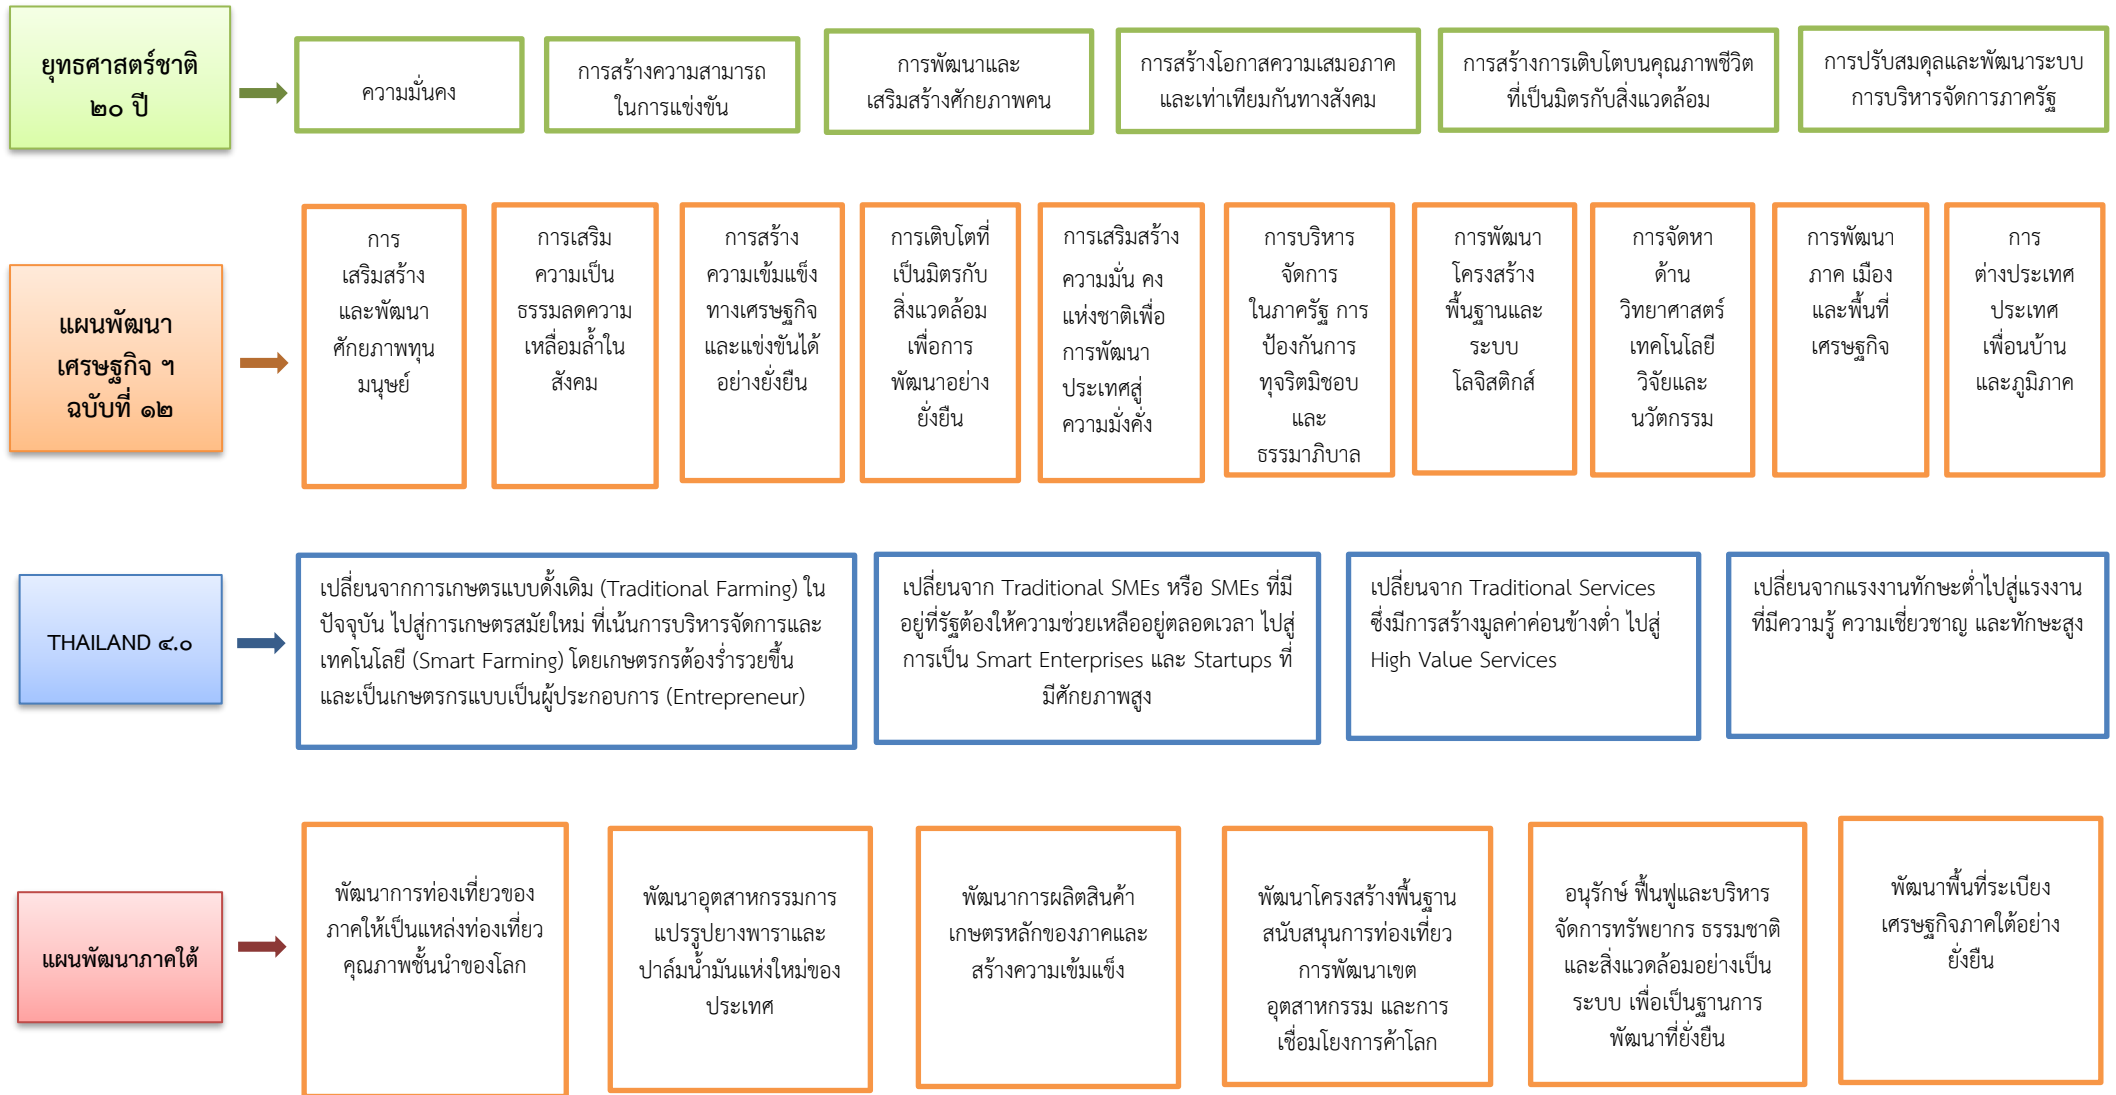 ยุทธศาสตร์ชาติ
๒๐ ปี
ความมั่นคง
การสร้างความสามารถ
ในการแข่งขัน
การพัฒนาและ
เสริมสร้างศักยภาพคน
การสร้างโอกาสความเสมอภาค
และเท่าเทียมกันทางสังคม
การสร้างการเติบโตบนคุณภาพชีวิต
ที่เป็นมิตรกับสิ่งแวดล้อม
การปรับสมดุลและพัฒนาระบบ
การบริหารจัดการภาครัฐ
แผนพัฒนา
เศรษฐกิจ ฯ
ฉบับที่ ๑๒
การ
เสริมสร้าง
และพัฒนา
ศักยภาพทุน
มนุษย์
การเสริม
ความเป็น
ธรรมลดความ
เหลื่อมล้ำใน
สังคม
การสร้าง
ความเข้มแข็ง
ทางเศรษฐกิจ
และแข่งขันได้
อย่างยั่งยืน
การเติบโตที่
เป็นมิตรกับ
สิ่งแวดล้อม
เพื่อการ
พัฒนาอย่าง
ยั่งยืน
การเสริมสร้าง
ความมั่น คง
แห่งชาติเพื่อ
การพัฒนา
ประเทศสู่
ความมั่งคั่ง
การบริหาร
จัดการ
ในภาครัฐ การ
ป้องกันการ
ทุจริตมิชอบ
และ
ธรรมาภิบาล
การพัฒนา
โครงสร้าง
พื้นฐานและ
ระบบ
โลจิสติกส์
การจัดหา
ด้าน
วิทยาศาสตร์
เทคโนโลยี
วิจัยและ
นวัตกรรม
การพัฒนา
ภาค เมือง
และพื้นที่
เศรษฐกิจ
การ
ต่างประเทศ
ประเทศ
เพื่อนบ้าน
และภูมิภาค
THAILAND ๔.๐
เปลี่ยนจากการเกษตรแบบดั้งเดิม (Traditional Farming) ใน
ปัจจุบัน ไปสู่การเกษตรสมัยใหม่ ที่เน้นการบริหารจัดการและ
เทคโนโลยี (Smart Farming) โดยเกษตรกรต้องร่ำรวยขึ้น
และเป็นเกษตรกรแบบเป็นผู้ประกอบการ (Entrepreneur)
เปลี่ยนจาก Traditional SMEs หรือ SMEs ที่มี
อยู่ที่รัฐต้องให้ความช่วยเหลืออยู่ตลอดเวลา ไปสู่
การเป็น Smart Enterprises และ Startups ที่
มีศักยภาพสูง
เปลี่ยนจาก Traditional Services
ซึ่งมีการสร้างมูลค่าค่อนข้างต่ำ ไปสู่
High Value Services
เปลี่ยนจากแรงงานทักษะต่ำไปสู่แรงงาน
ที่มีความรู้ ความเชี่ยวชาญ และทักษะสูง
แผนพัฒนาภาคใต้
พัฒนาการท่องเที่ยวของ
ภาคให้เป็นแหล่งท่องเที่ยว
คุณภาพชั้นนำของโลก
พัฒนาอุตสาหกรรมการ
แปรรูปยางพาราและ
ปาล์มน้ำมันแห่งใหม่ของ
ประเทศ
พัฒนาการผลิตสินค้า
เกษตรหลักของภาคและ
สร้างความเข้มแข็ง
พัฒนาโครงสร้างพื้นฐาน
สนับสนุนการท่องเที่ยว
การพัฒนาเขต
อุตสาหกรรม และการ
เชื่อมโยงการค้าโลก
อนุรักษ์ ฟื้นฟูและบริหาร
จัดการทรัพยากร ธรรมชาติ
และสิ่งแวดล้อมอย่างเป็น
ระบบ เพื่อเป็นฐานการ
พัฒนาที่ยั่งยืน
พัฒนาพื้นที่ระเบียง
เศรษฐกิจภาคใต้อย่าง
ยั่งยืน